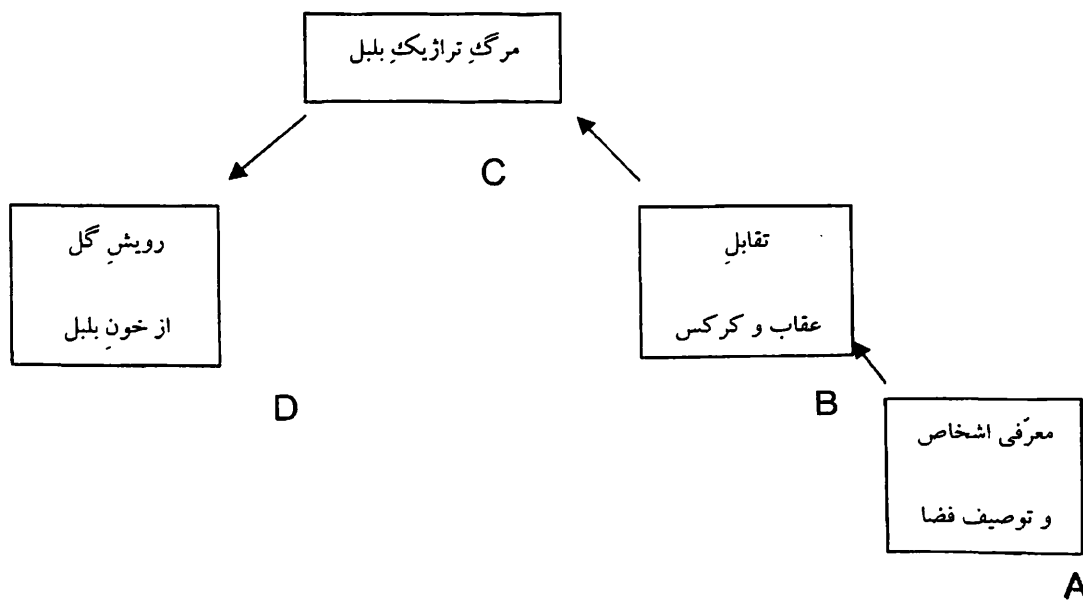 مرگِ تراژیکِ بلبل
C
رویشِ گل
از خونِ بلبل
D
تقابلِ
عقاب و کرکس
B
معرّفی اشخاص
و توصیف فضا
A